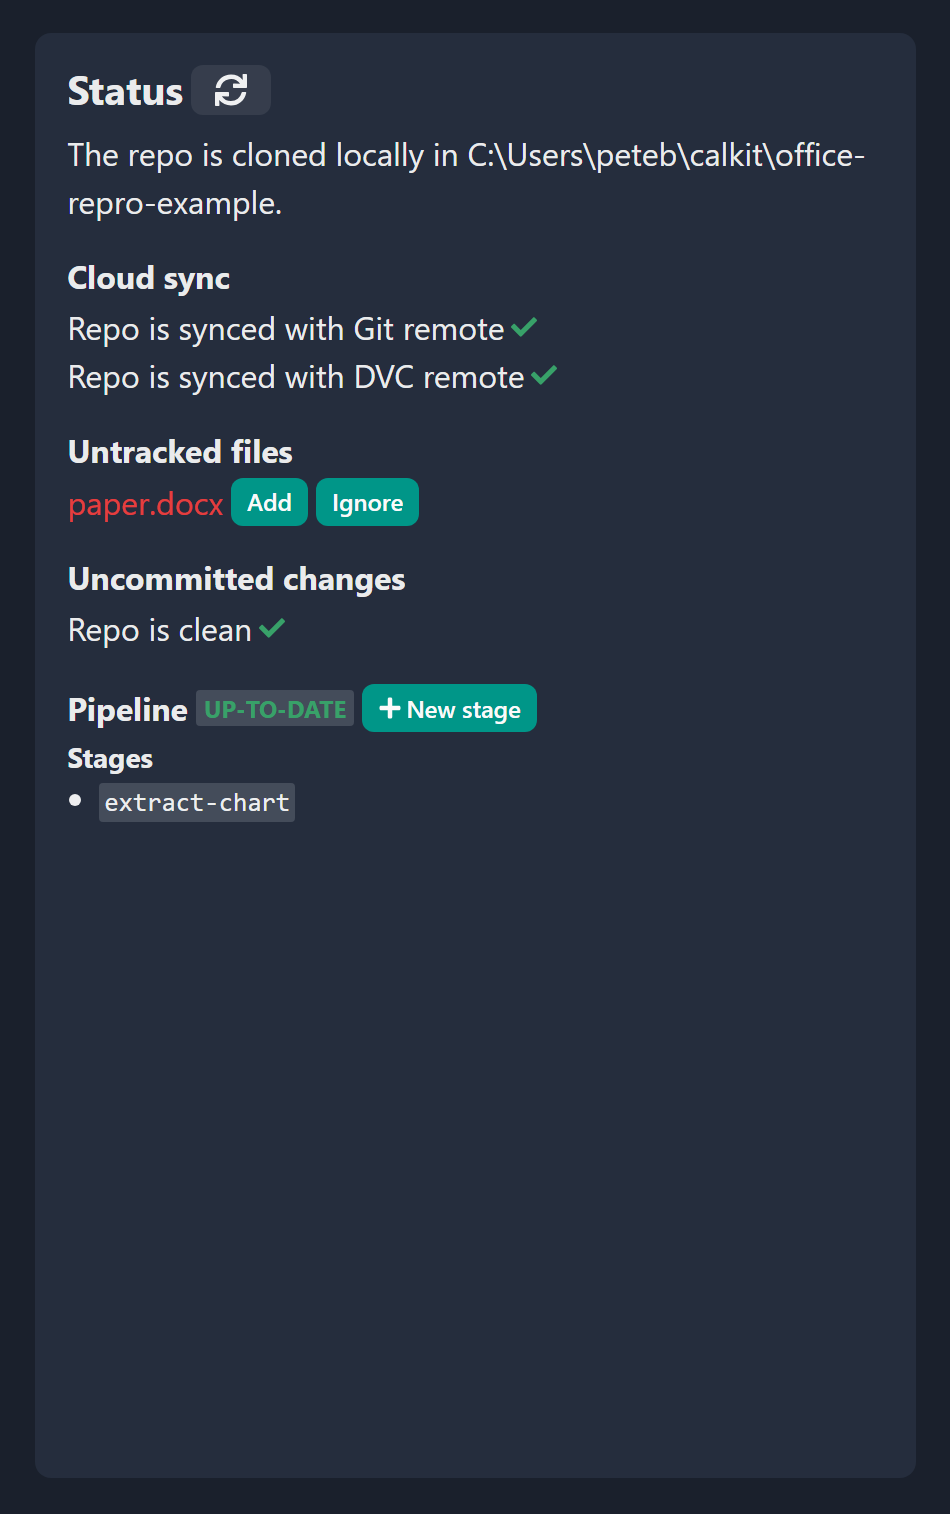 Status
The repo is cloned locally in C:\Users\peteb\calkit\office-
repro-example.
Cloud sync
Repo is synced with Git remote
Repo is synced with DVC remote
Untracked files
paper.docx Add Ignore
Uncommitted changes
Repo is clean
Pipeline UP-TO-DATE New stage
Stages
extract-chart